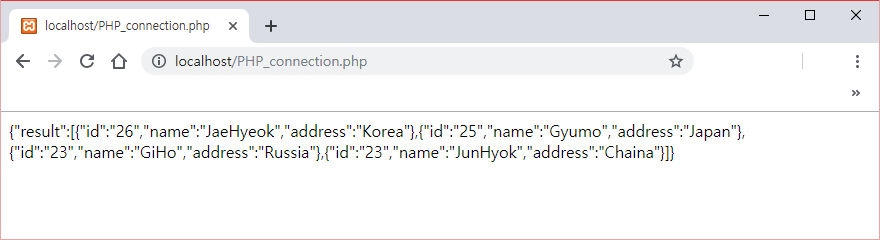 localhost/PHP_connection.php
localhost/PHP_connection.php
{"result":[{"id":"26","name":"JaeHyeok","address":"Korea"},{"id":"25","name":"Gyumo","address":"Japan"},
{"id":"23","name":"GiHo","address":"Russia"},{"id":"23","name":"JunHyok","address":"Chaina"}]}